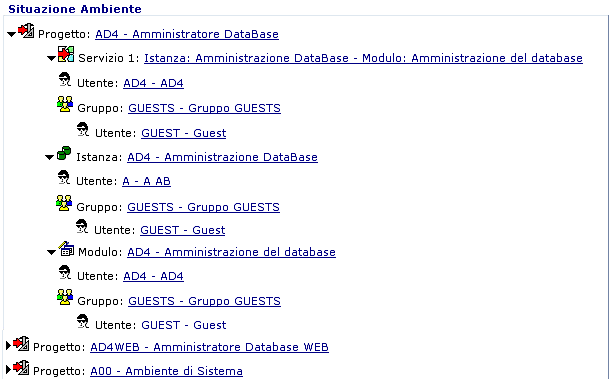 Situazione Ambiente
Progetto: AD4 - Amministratore DataBase
Servizio 1: Istanza: Amministrazione DataBase - Modulo: Amministrazione del database
Utente: AD4 - AD4
Gruppo: GUESTS - Gruppo GUESTS
Utente: GUEST - Guest
Istanza: AD4 - Amministrazione DataBase
Utente: A - A AB
Gruppo: GUESTS - Gruppo GUESTS
Utente: GUEST - Guest
Modulo: AD4 - Amministrazione del database
Utente: AD4 - AD4
Gruppo: GUESTS - Gruppo GUESTS
Utente: GUEST - Guest
Progetto: AD4WEB - Amministratore Database WEB
Progetto: A00 - Ambiente di Sistema